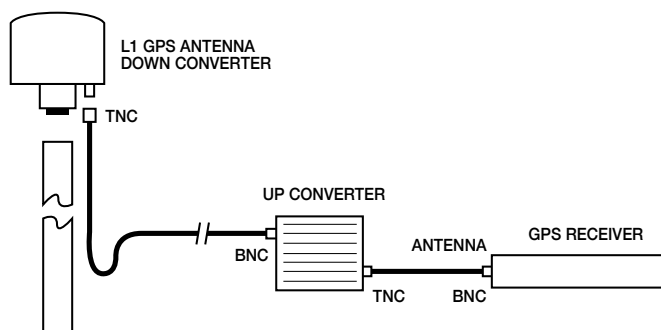 L1 GPS ANTENNA
DOWN CONVERTER
TNC
UP CONVERTER
BNC
ANTENNA
GPS RECEIVER
TNC
BNC